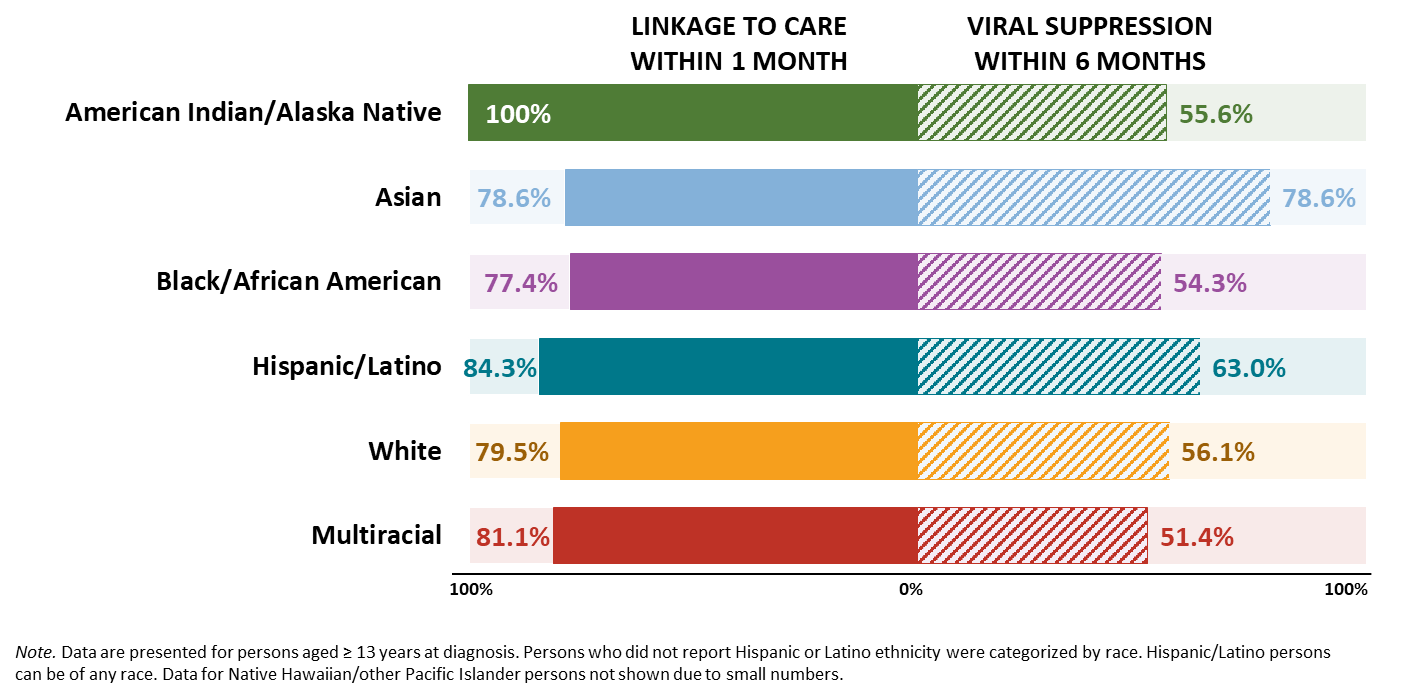 LINKAGE TO CARE
WITHIN 1 MONTH
VIRAL SUPPRESSION
WITHIN 6 MONTHS
American Indian/Alaska Native
100%
55.6%
Asian
78.6%
78.6%
Black/African American
77.4%
54.3%
Hispanic/Latino
84.3%
63.0%
White
79.5%
56.1%
Multiracial
81.1%
51.4%
100%
0%
100%
Note. Data are presented for persons aged ≥ 13 years at diagnosis. Persons who did not report Hispanic or Latino ethnicity were categorized by race. Hispanic/Latino persons
can be of any race. Data for Native Hawaiian/other Pacific Islander persons not shown due to small numbers.